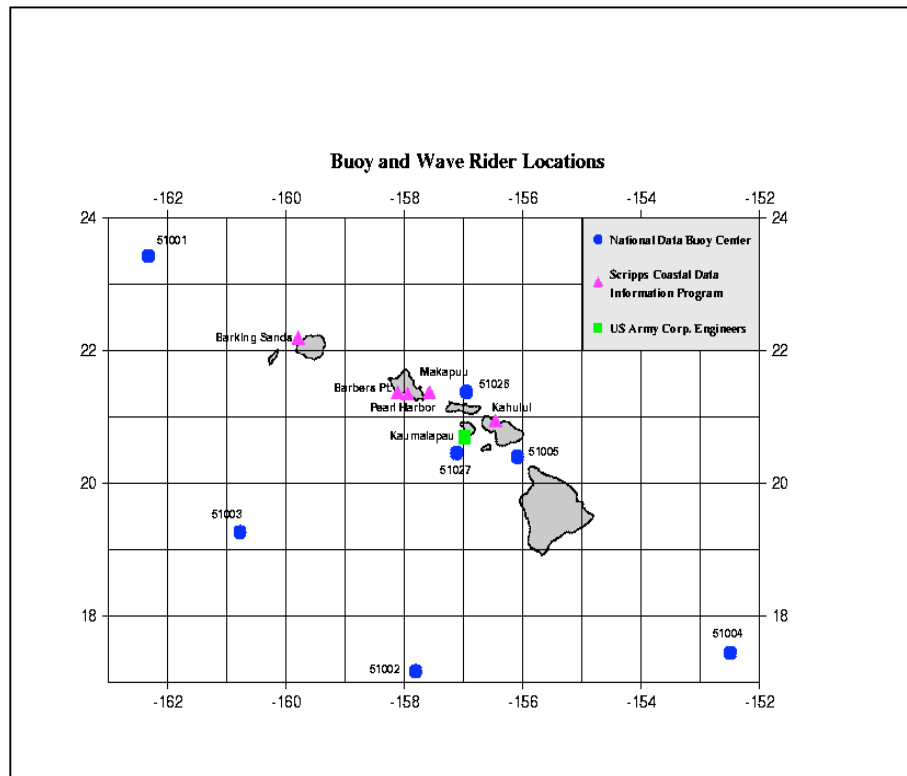 Buoy and Wave Rider Locations
-162 -160 -158 -156 -154 -152
24 24
51001
National Data Buoy Center
Scripps Coastal Data
Information Program
US Army Corp. Engineers
Barking Sands
22 22
Makapuu
Barbers Pt.
51026
Pearl Harbor
Kahului
Kaumalapau
51005
51027
20 20
51003
18 18
51004
51002
-162 -160 -158 -156 -154 -152